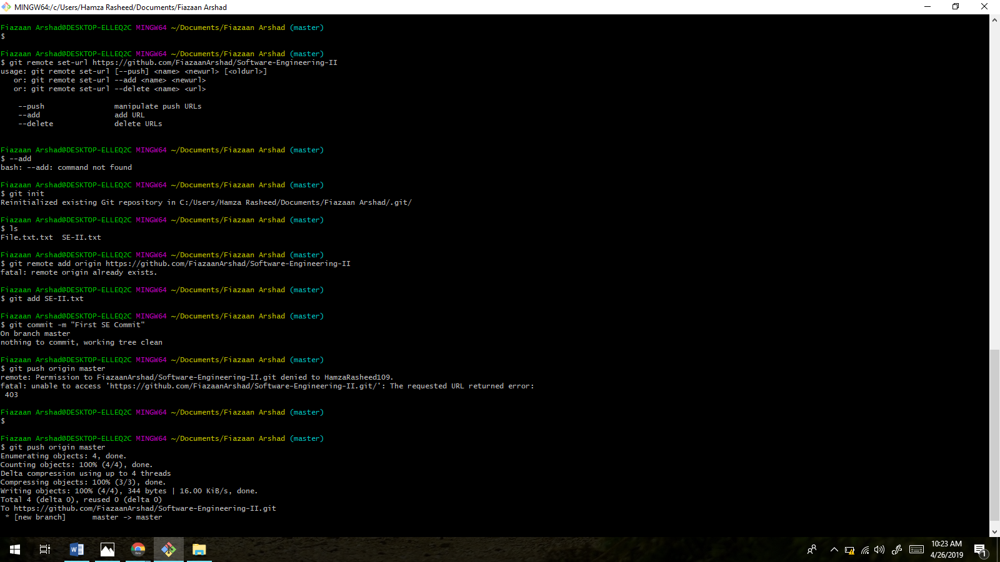 MINGW64:/c/Users/Hamza Rasheed/Documents/Fiazaan Arshad
Fiazaan Arshad@DESKTOP-ELLEQ2C MINGW64 ~/Documents/Fiazaan Arshad (master)
$
Fiazaan Arshad@DESKTOP-ELLEQ2C MINGW64 ~/Documents/Fiazaan Arshad (master)
$ git remote set-url https://github.com/FiazaanArshad/Software-Engineering-II
usage: git remote set-url [--push] <name> <newurl> [<oldurl>]
   or: git remote set-url --add <name> <newurl>
   or: git remote set-url --delete <name> <url>
    --push                manipulate push URLs
    --add                 add URL
    --delete              delete URLs
Fiazaan Arshad@DESKTOP-ELLEQ2C MINGW64 ~/Documents/Fiazaan Arshad (master)
$ --add
bash: --add: command not found
Fiazaan Arshad@DESKTOP-ELLEQ2C MINGW64 ~/Documents/Fiazaan Arshad (master)
$ git init
Reinitialized existing Git repository in C:/Users/Hamza Rasheed/Documents/Fiazaan Arshad/.git/
Fiazaan Arshad@DESKTOP-ELLEQ2C MINGW64 ~/Documents/Fiazaan Arshad (master)
$ ls
File.txt.txt  SE-II.txt
Fiazaan Arshad@DESKTOP-ELLEQ2C MINGW64 ~/Documents/Fiazaan Arshad (master)
$ git remote add origin https://github.com/FiazaanArshad/Software-Engineering-II
fatal: remote origin already exists.
Fiazaan Arshad@DESKTOP-ELLEQ2C MINGW64 ~/Documents/Fiazaan Arshad (master)
$ git add SE-II.txt
Fiazaan Arshad@DESKTOP-ELLEQ2C MINGW64 ~/Documents/Fiazaan Arshad (master)
$ git commit -m "First SE Commit"
On branch master
nothing to commit, working tree clean
Fiazaan Arshad@DESKTOP-ELLEQ2C MINGW64 ~/Documents/Fiazaan Arshad (master)
$ git push origin master
remote: Permission to FiazaanArshad/Software-Engineering-II.git denied to HamzaRasheed109.
fatal: unable to access 'https://github.com/FiazaanArshad/Software-Engineering-II.git/': The requested URL returned error:
 403
Fiazaan Arshad@DESKTOP-ELLEQ2C MINGW64 ~/Documents/Fiazaan Arshad (master)
$
Fiazaan Arshad@DESKTOP-ELLEQ2C MINGW64 ~/Documents/Fiazaan Arshad (master)
$ git push origin master
Enumerating objects: 4, done.
Counting objects: 100% (4/4), done.
Delta compression using up to 4 threads
Compressing objects: 100% (3/3), done.
Writing objects: 100% (4/4), 344 bytes | 16.00 KiB/s, done.
Total 4 (delta 0), reused 0 (delta 0)
To https://github.com/FiazaanArshad/Software-Engineering-II.git
 * [new branch]      master -> master
10:23 AM
4/26/2019
1